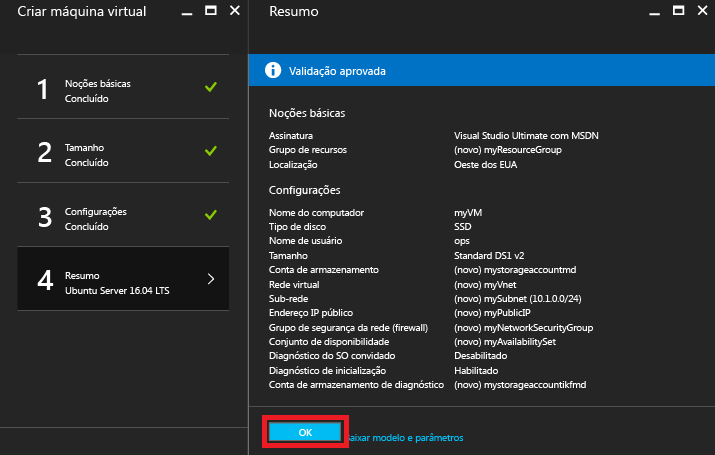 Criar máquina virtual
1
Noções básicas
Concluído
2
Tamanho
Concluído
3
Configurações
Concluído
4
Resumo
Ubuntu Server 16.04 LTS
Resumo
Validação aprovada
Noções básicas
Assinatura Visual Studio Ultimate com MSDN
Grupo de recursos (novo) myResourceGroup
Localização Oeste dos EUA
Configurações
Nome do computador myVM
Tipo de disco SSD
Nome de usuário ops
Tamanho Standard DS1 v2
Conta de armazenamento (novo) mystorageaccountmd
Rede virtual (novo) myVnet
Sub-rede (novo) mySubnet (10.1.0.0/24)
Endereço IP público (novo) myPublicIP
Grupo de segurança da rede (firewall) (novo) myNetworkSecurityGroup
Conjunto de disponibilidade (novo) myAvailabilitySet
Diagnóstico do SO convidado Desabilitado
Diagnóstico de inicialização Habilitado
Conta de armazenamento de diagnóstico (novo) mystorageaccountikfmd
OK
aixar modelo e parâmetros